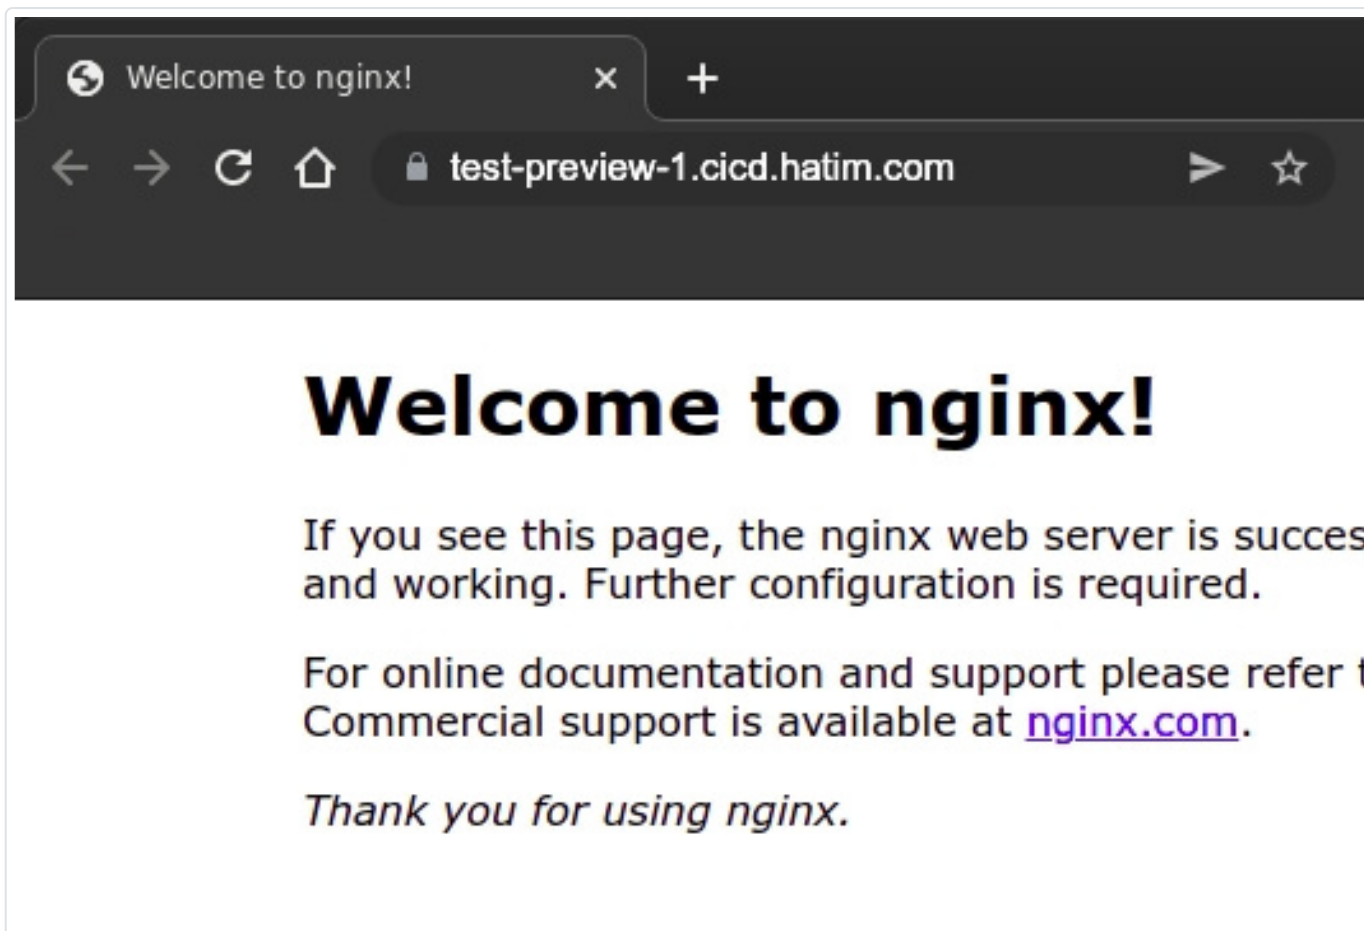 Welcome to nginx!
test-preview-1.cicd.hatim.com
Welcome to nginx!
If you see this page, the nginx web server is succes
and working. Further configuration is required.
For online documentation and support please refer t
Commercial support is available at nginx.com.
Thank you for using nginx.